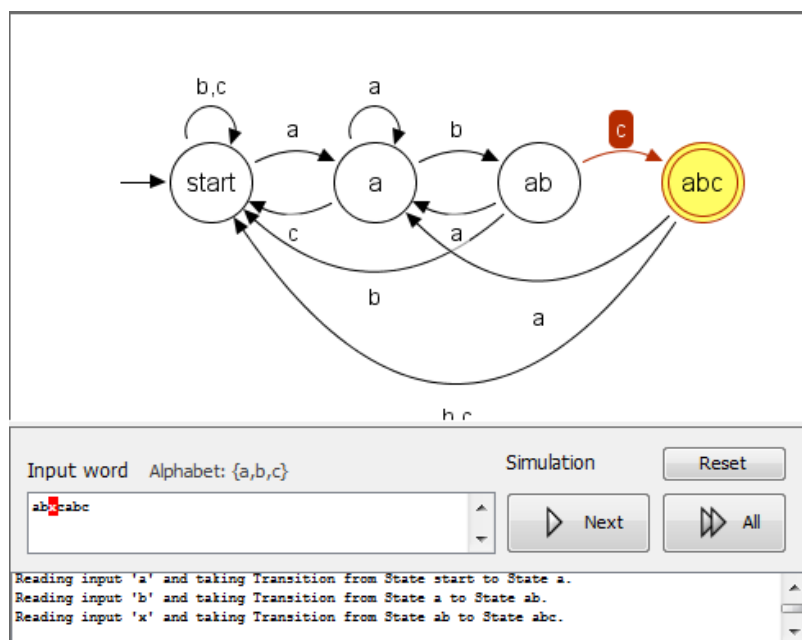 b,c
a
a
b
c
start
a
ab
abc
c
a
b
a
b,c
Input word Alphabet: {a,b,c}
Simulation
Reset
abxcabc
Next
All
Reading input 'a' and taking Transition from State start to State a.
Reading input 'b' and taking Transition from State a to State ab.
Reading input 'x' and taking Transition from State ab to State abc.